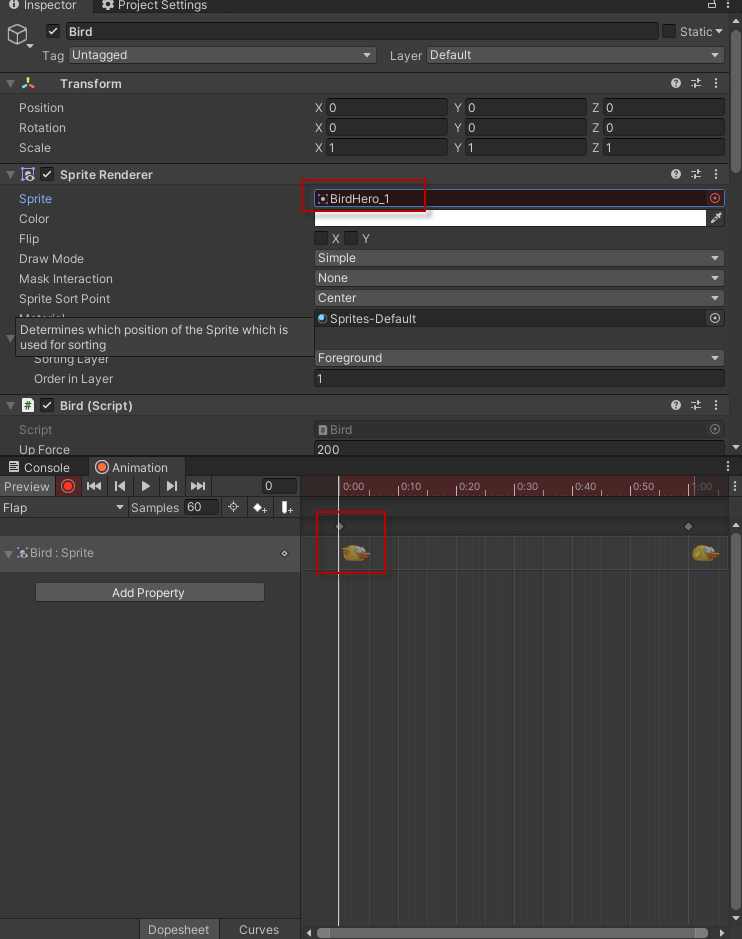 Inspector Project Settings
Bird Static
Tag Untagged Layer Default
Transform
Position X 0 Y 0 Z 0
Rotation X 0 Y 0 Z 0
Scale X 1 Y 1 Z 1
Sprite Renderer
Sprite BirdHero_1
Color
Flip X Y
Draw Mode Simple
Mask Interaction None
Sprite Sort Point Center
Material Sprites-Default
Determines which position of the Sprite which is
used for sorting
Sorting Layer Foreground
Order in Layer 1
# Bird (Script)
Script # Bird
Up Force 200
Console Animation
Preview 0 0:00 0:10 0:20 0:30 0:40 0:50 1:00
Flap Samples 60
Bird : Sprite
Add Property
Dopesheet Curves